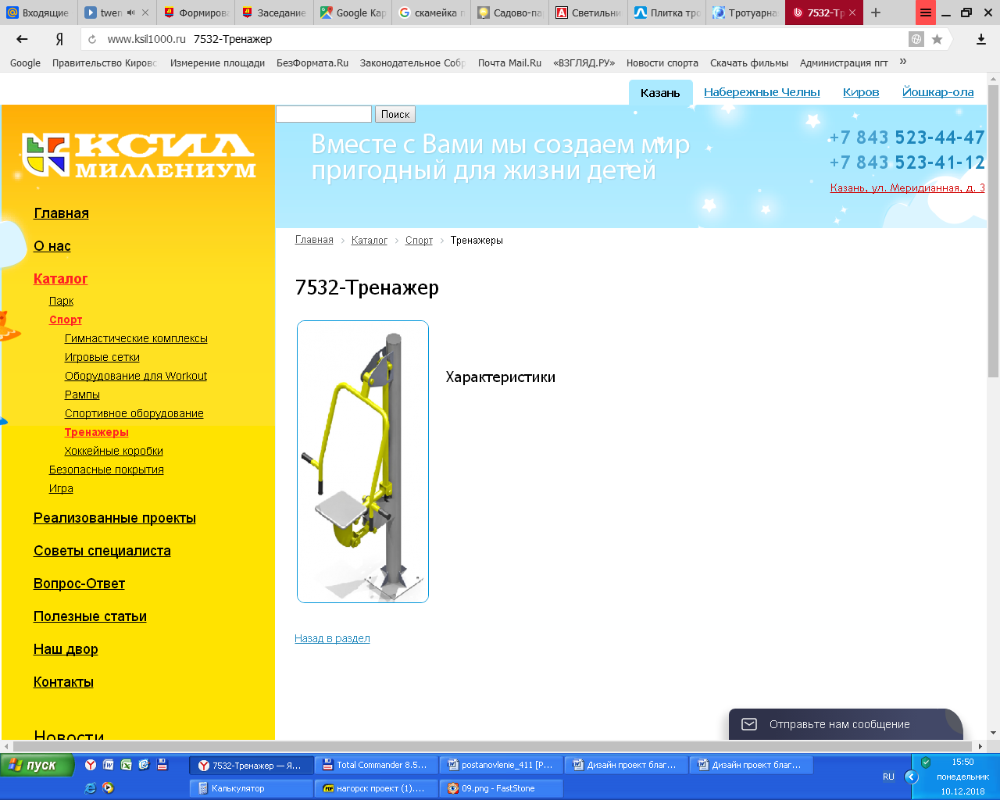 Входящие
twen
Формирова
Заседание
Google Кар
скамейка п
Садово-па
Светильни
Плитка тро
Тротуарна
7532-Тр
Я
www.ksil1000.ru 7532-Тренажер
Google Правительство Кировс Измерение площади БезФормата.Ru Законодательное Собр Почта Mail.Ru «ВЗГЛЯД.РУ» Новости спорта Скачать фильмы Администрация пгт »
Казань Набережные Челны Киров Йошкар-ола
Поиск
КСИЛ
МИЛЛЕНИУМ
Вместе с Вами мы создаем мир
пригодный для жизни детей
+7 843 523-44-47
+7 843 523-41-12
Казань, ул. Меридианная, д. 3
Главная
О нас
Каталог
Парк
Спорт
Гимнастические комплексы
Игровые сетки
Оборудование для Workout
Рампы
Спортивное оборудование
Тренажеры
Хоккейные коробки
Безопасные покрытия
Игра
Реализованные проекты
Советы специалиста
Вопрос-Ответ
Полезные статьи
Наш двор
Контакты
Новости
Главная › Каталог › Спорт › Тренажеры
7532-Тренажер
Характеристики
Назад в раздел
Отправьте нам сообщение
пуск
7532-Тренажер — Я...
Total Commander 8.5...
postanovlenie_411 [Р...
Дизайн проект благ...
Дизайн проект благ...
Калькулятор
нагорск проект (1)....
09.png - FastStone
RU
15:50
понедельник
10.12.2018